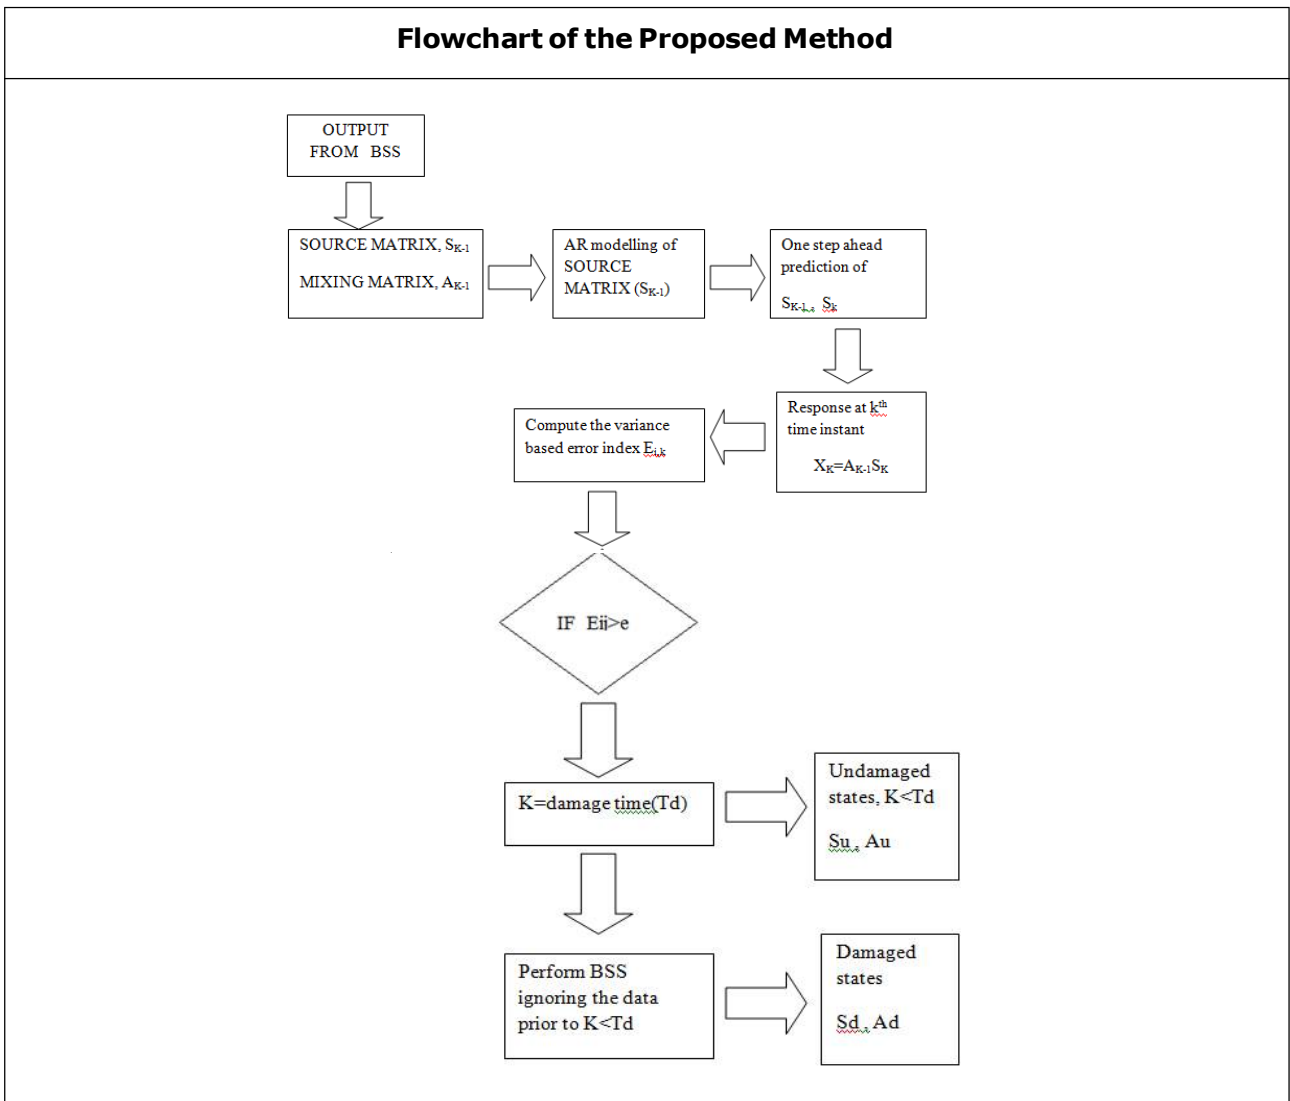 Flowchart of the Proposed Method
OUTPUT
FROM BSS
SOURCE MATRIX, SK-1
MIXING MATRIX, AK-1
AR modelling of
SOURCE
MATRIX (SK-1)
One step ahead
prediction of
SK-1, , Sk
Response at kth
time instant
XK=AK-1SK
Compute the variance
based error index Ei,k
IF Eij>e
K=damage time(Td)
Undamaged
states, K<Td
Su , Au
Perform BSS
ignoring the data
prior to K<Td
Damaged
states
Sd , Ad